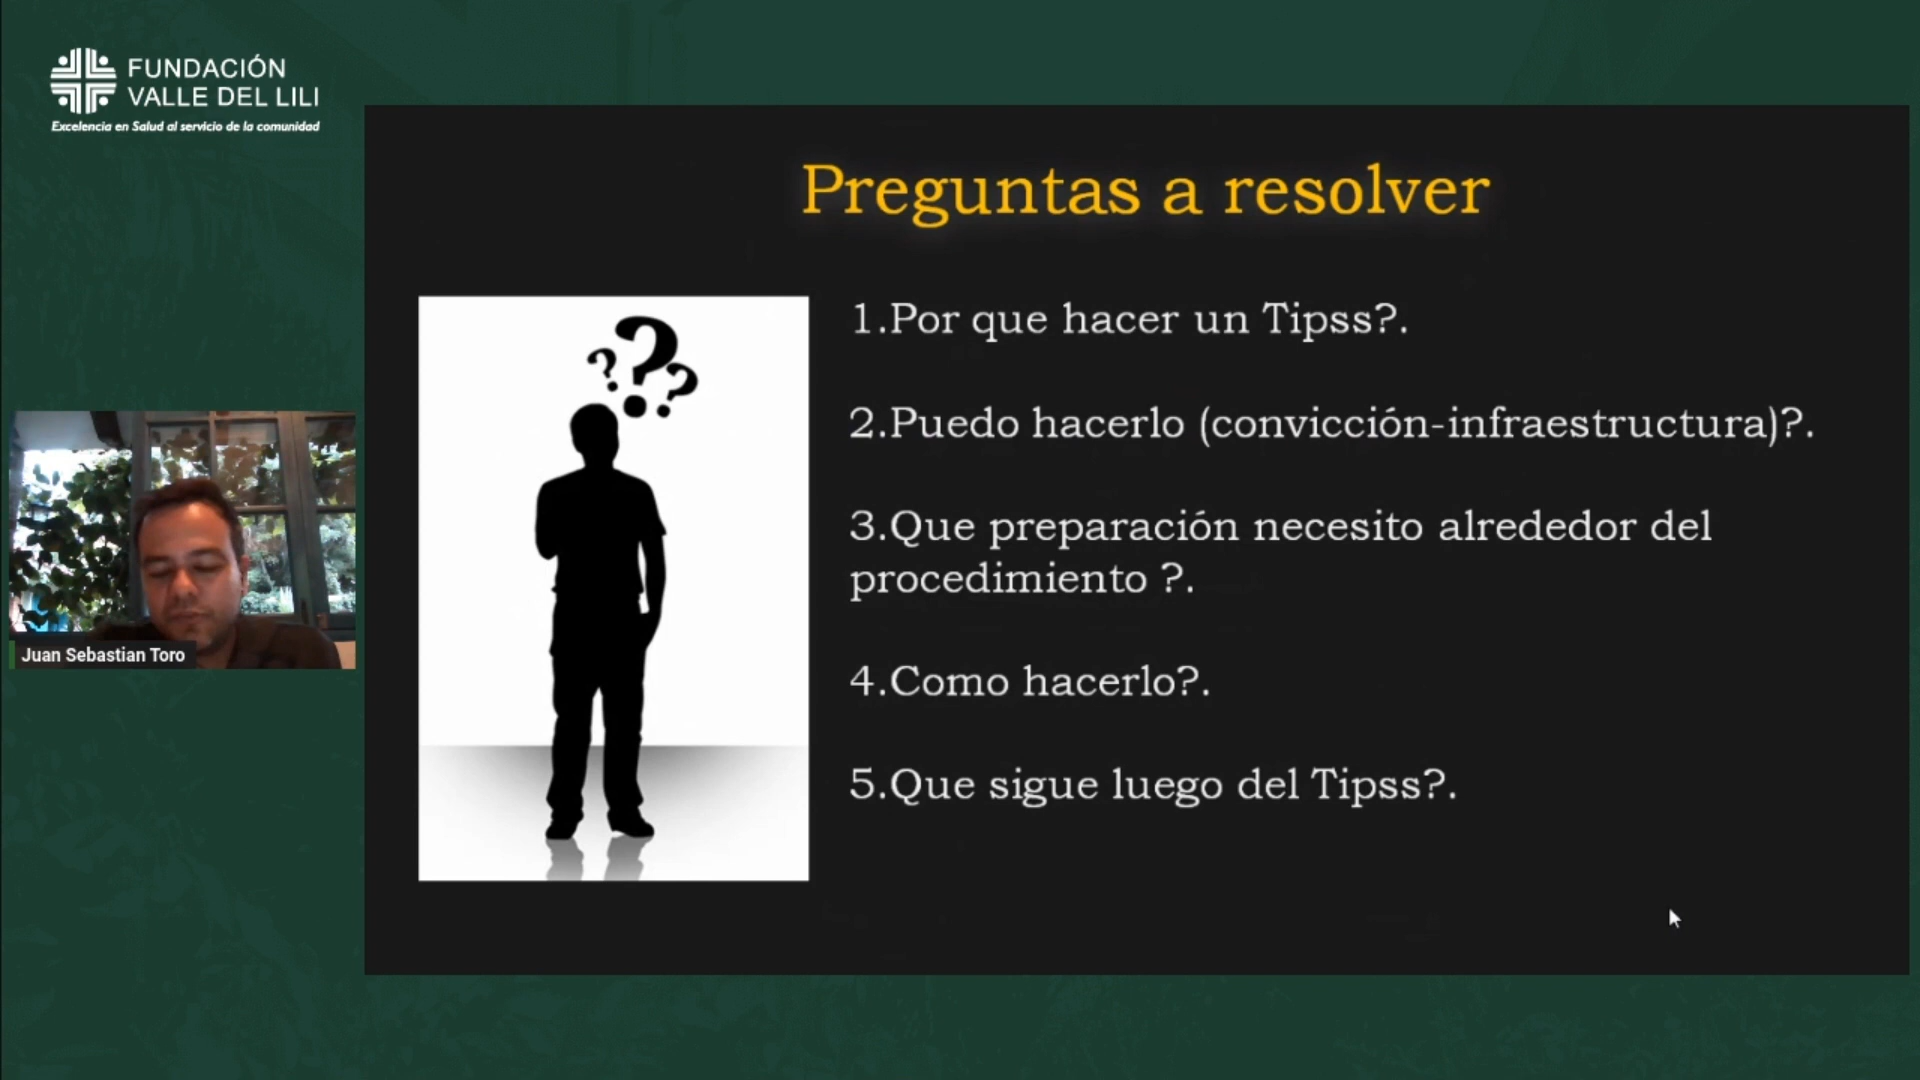 FUNDACIÓN
VALLE DEL LILI
Excelencia en Salud al servicio de la comunidad
Preguntas a resolver
? ? ?
1.Por que hacer un Tipss?.
2.Puedo hacerlo (convicción-infraestructura)?.
3.Que preparación necesito alrededor del
procedimiento ?.
4.Como hacerlo?.
5.Que sigue luego del Tipss?.
Juan Sebastian Toro